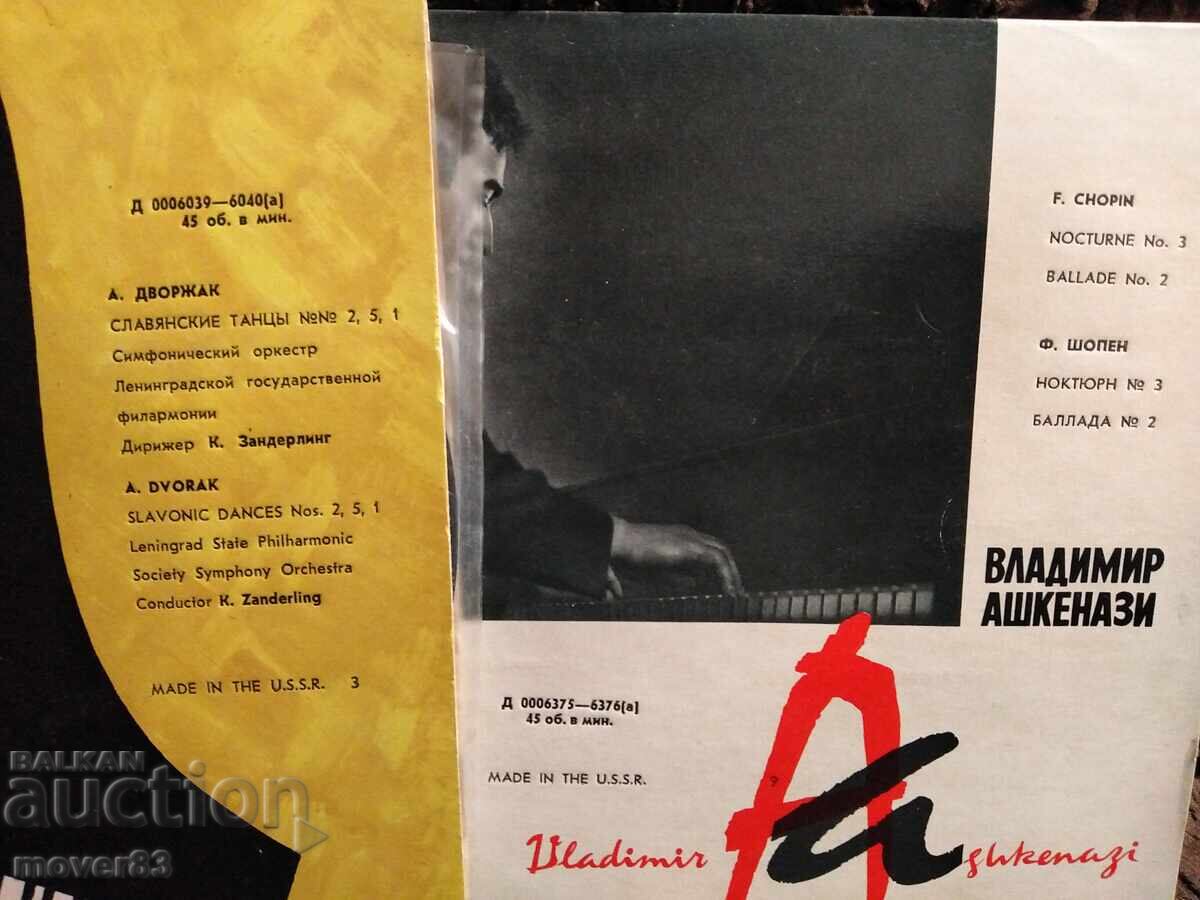 Д 0006039—6040(а)
45 об. в мин.
А. ДВОРЖАК
СЛАВЯНСКИЕ ТАНЦЫ №№ 2, 5, 1
Симфонический оркестр
Ленинградской государственной
филармонии
Дирижер К. Зандерлинг
A. DVORAK
SLAVONIC DANCES Nos. 2, 5, 1
Leningrad State Philharmonic
Society Symphony Orchestra
Conductor K. Zanderling
MADE IN THE U.S.S.R. 3
F. CHOPIN
NOCTURNE No. 3
BALLADE No. 2
Ф. ШОПЕН
НОКТЮРН № 3
БАЛЛАДА № 2
ВЛАДИМИР
АШКЕНАЗИ
Д 0006375—6376(а)
45 об. в мин.
MADE IN THE U.S.S.R. 9
Vladimir Ashkenazi
BALKAN
auction
mover83